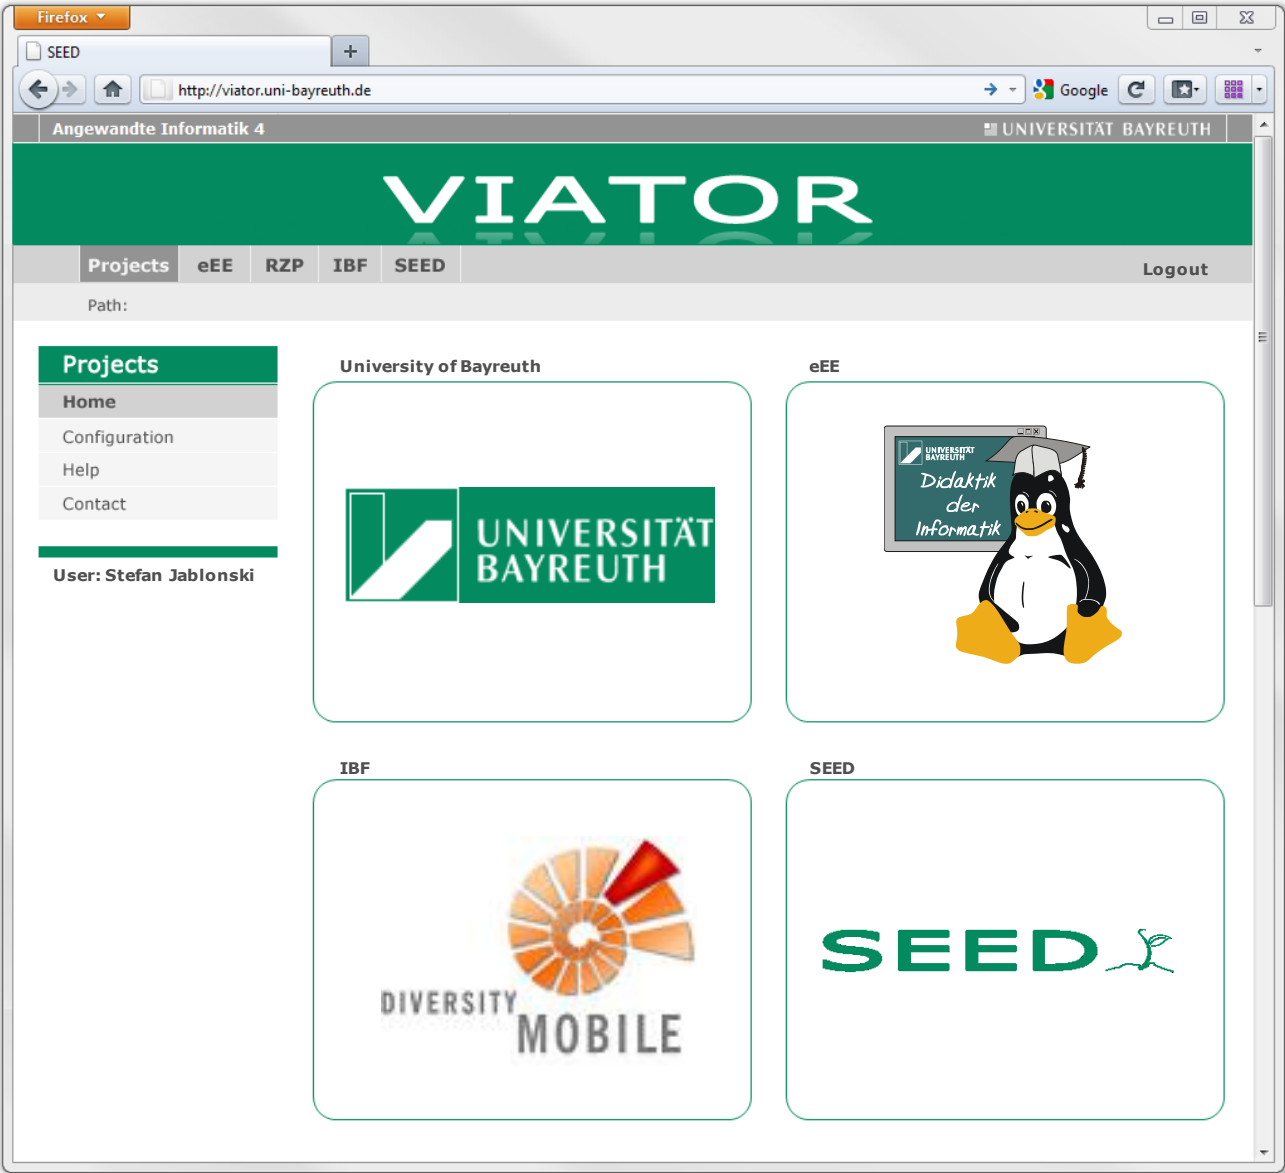 Firefox
SEED
http://viator.uni-bayreuth.de
Google
Angewandte Informatik 4
UNIVERSITÄT BAYREUTH
VIATOR
Projects eEE RZP IBF SEED
Logout
Path:
Projects
Home
Configuration
Help
Contact
User: Stefan Jablonski
University of Bayreuth
UNIVERSITÄT
BAYREUTH
eEE
UNIVERSITÄT
BAYREUTH
Didaktik
der
Informatik
IBF
DIVERSITY
MOBILE
SEED
SEED